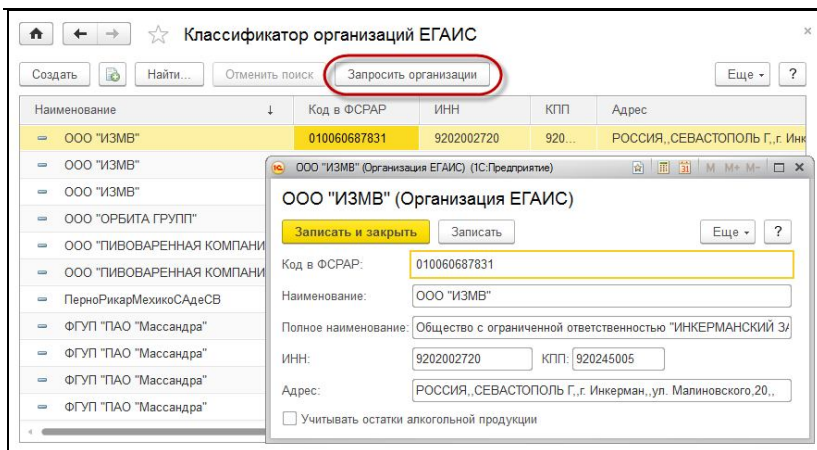 Классификатор организаций ЕГАИС
Создать Найти... Отменить поиск Запросить организации Еще ?
Наименование ↓ Код в ФСРАР ИНН КПП Адрес
ООО "ИЗМВ" 010060687831 9202002720 920... РОССИЯ,,СЕВАСТОПОЛЬ Г,,г. Инк
ООО "ИЗМВ"
ООО "ИЗМВ"
ООО "ОРБИТА ГРУПП"
ООО "ПИВОВАРЕННАЯ КОМПАНИ
ООО "ПИВОВАРЕННАЯ КОМПАНИ
ПерноРикарМехикоСАдеСВ
ФГУП "ПАО "Массандра"
ФГУП "ПАО "Массандра"
ФГУП "ПАО "Массандра"
ФГУП "ПАО "Массандра"
ООО "ИЗМВ" (Организация ЕГАИС) (1С:Предприятие) 31 M M+ M-
ООО "ИЗМВ" (Организация ЕГАИС)
Записать и закрыть Записать Еще ?
Код в ФСРАР: 010060687831
Наименование: ООО "ИЗМВ"
Полное наименование: Общество с ограниченной ответственностью "ИНКЕРМАНСКИЙ ЗА
ИНН: 9202002720 КПП: 920245005
Адрес: РОССИЯ,,СЕВАСТОПОЛЬ Г,,г. Инкерман,,ул. Малиновского,20,,
Учитывать остатки алкогольной продукции